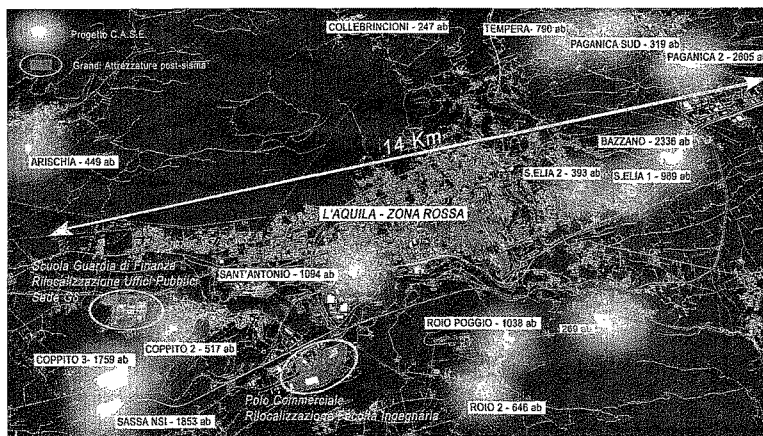 Progetto C.A.S.E.
Grandi Attrezzature post-sisma
COLLEBRINCIONI - 247 ab
TEMPERA- 790 ab
PAGANICA SUD - 319 ab
PAGANICA 2 - 2605 ab
14 Km
ARISCHIA - 449 ab
BAZZANO - 2336 ab
S.ELIA 2 - 393 ab
S.ELIA 1 - 989 ab
L'AQUILA - ZONA ROSSA
Scuola Guardia di Finanza
Rilocalizzazione Uffici Pubblici
Sede G8
SANT'ANTONIO - 1094 ab
ROIO POGGIO - 1038 ab
269 ab
COPPITO 2 - 517 ab
COPPITO 3- 1759 ab
SASSA NSI - 1853 ab
Polo Commerciale
Rilocalizzazione Facoltà Ingegnaria
ROIO 2 - 646 ab